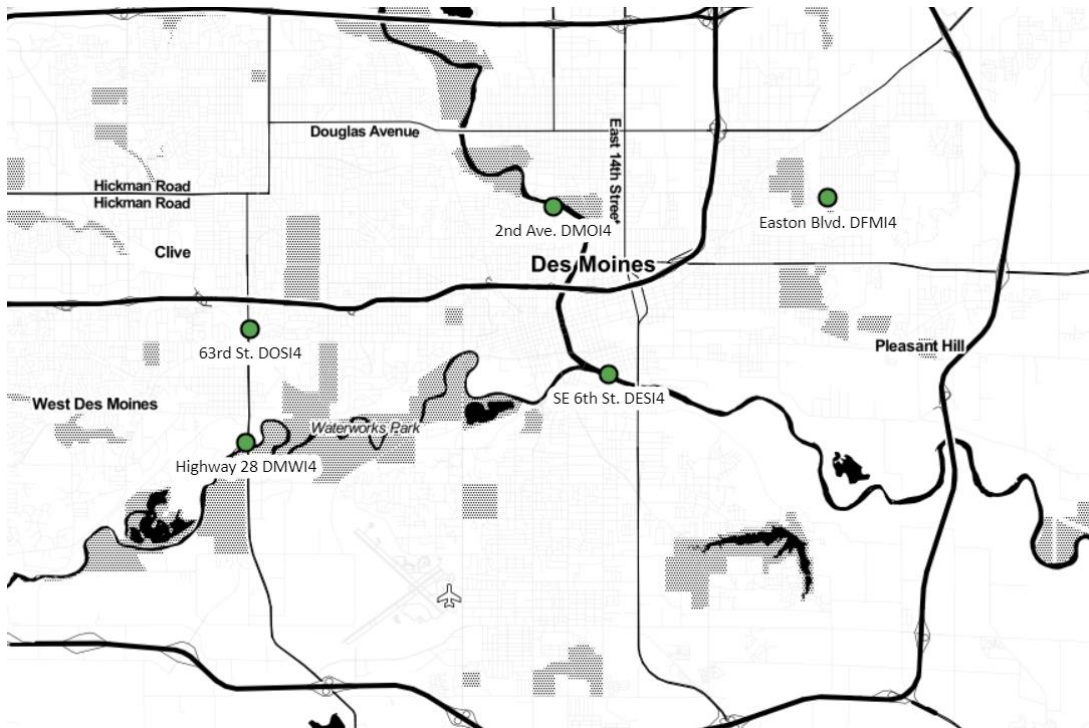 Douglas Avenue
East 14th Street
Hickman Road
Hickman Road
2nd Ave. DMOI4
Easton Blvd. DFMI4
Clive
Des Moines
63rd St. DOSI4
Pleasant Hill
SE 6th St. DESI4
West Des Moines
Waterworks Park
Highway 28 DMWI4